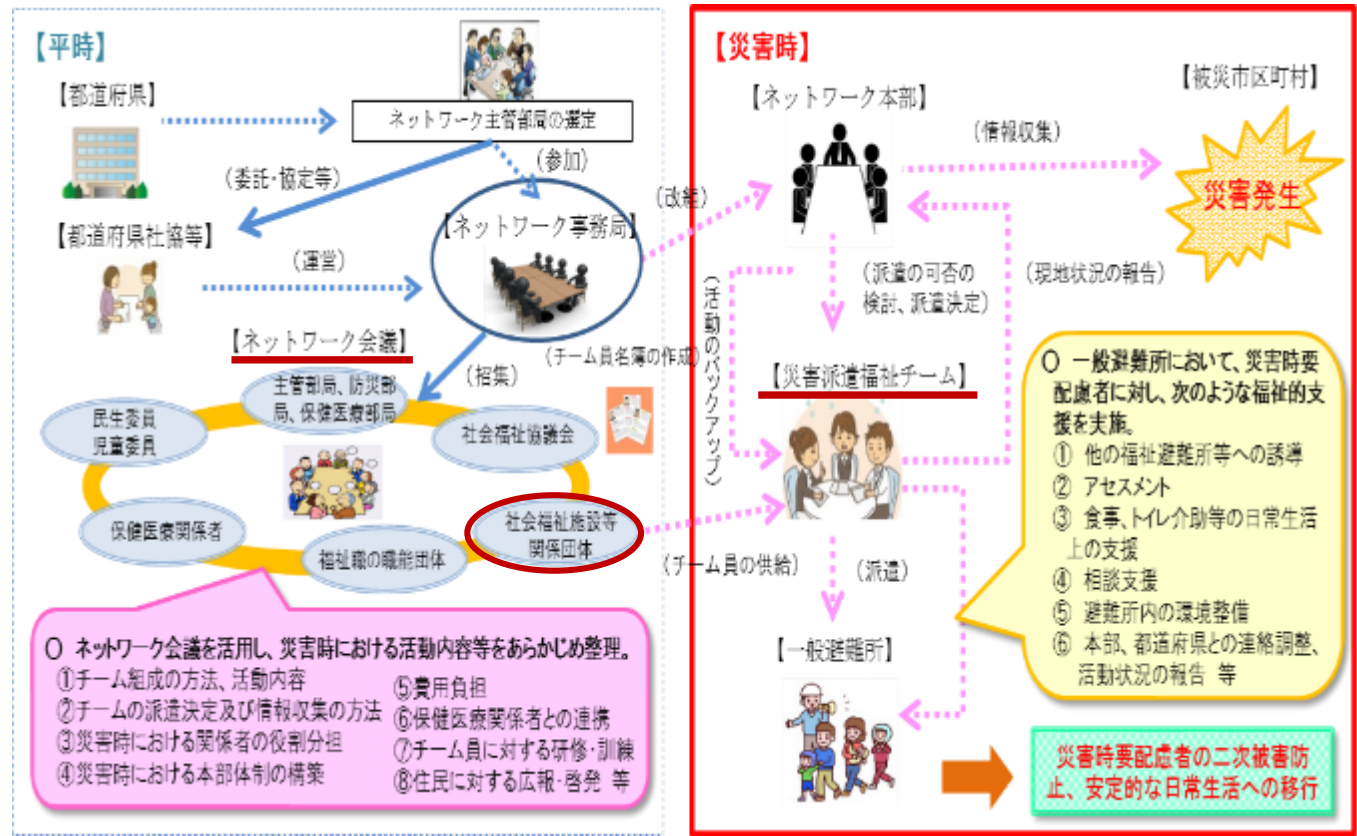 【平時】
【都道府県】
ネットワーク主管部局の選定
(委託・協定等)
(参加)
【都道府県社協等】
【ネットワーク事務局】
(運営)
【ネットワーク会議】
(招集)
(チーム員名簿の作成)
主管部局、防災部
局、保健医療部局
民生委員
児童委員
社会福祉協議会
保健医療関係者
福祉職の職能団体
社会福祉施設等
関係団体
〇 ネットワーク会議を活用し、災害時における活動内容等をあらかじめ整理。
①チーム組成の方法、活動内容
②チームの派遣決定及び情報収集の方法
③災害時における関係者の役割分担
④災害時における本部体制の構築
⑤費用負担
⑥保健医療関係者との連携
⑦チーム員に対する研修・訓練
⑧住民に対する広報・啓発 等
(改組)
(チーム員の供給)
【災害時】
【ネットワーク本部】
(情報収集)
【被災市区町村】
災害発生
(活動のバックアップ)
(派遣の可否の
検討、派遣決定)
(現地状況の報告)
【災害派遣福祉チーム】
(派遣)
【一般避難所】
〇 一般避難所において、災害時要
配慮者に対し、次のような福祉的支
援を実施。
① 他の福祉避難所等への誘導
② アセスメント
③ 食事、トイレ介助等の日常生活
上の支援
④ 相談支援
⑤ 避難所内の環境整備
⑥ 本部、都道府県との連絡調整、
活動状況の報告 等
災害時要配慮者の二次被害防
止、安定的な日常生活への移行